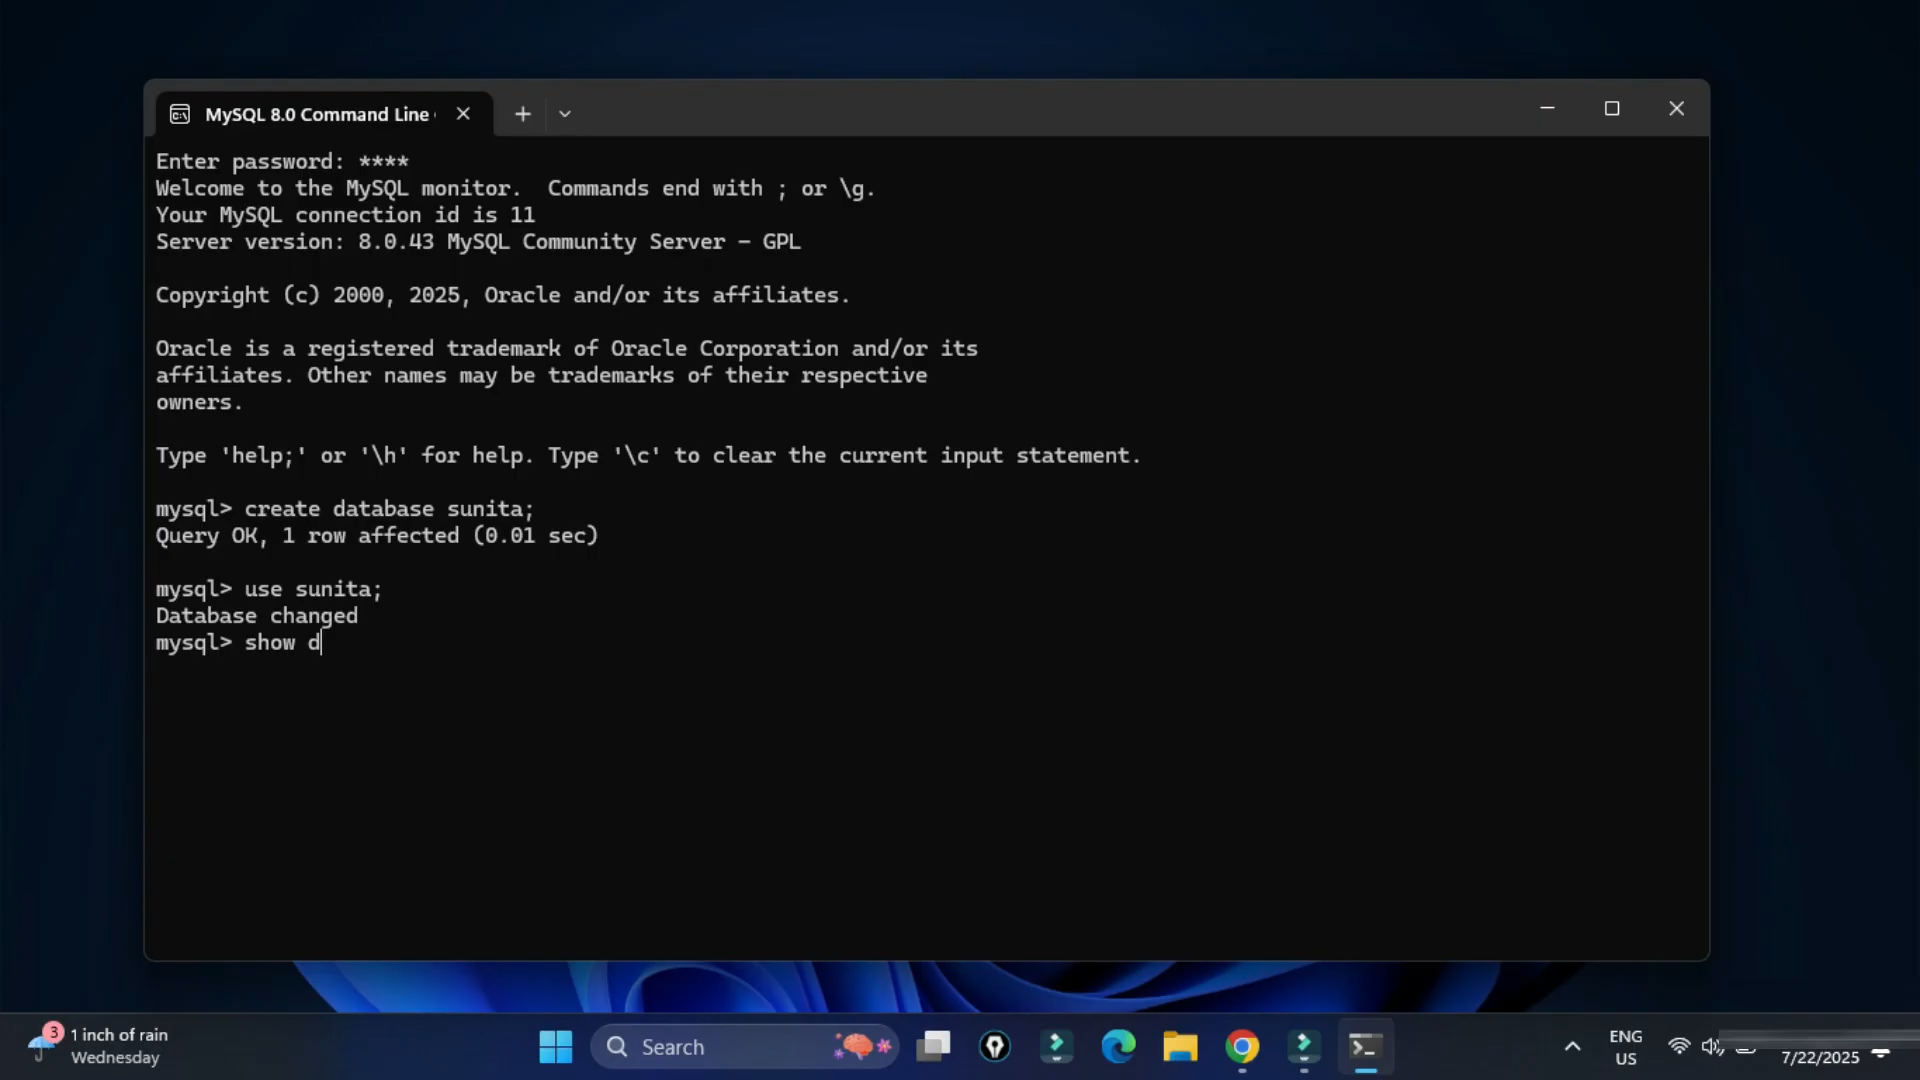 MySQL 8.0 Command Line
Enter password: ****
Welcome to the MySQL monitor.  Commands end with ; or \g.
Your MySQL connection id is 11
Server version: 8.0.43 MySQL Community Server - GPL
Copyright (c) 2000, 2025, Oracle and/or its affiliates.
Oracle is a registered trademark of Oracle Corporation and/or its
affiliates. Other names may be trademarks of their respective
owners.
Type 'help;' or '\h' for help. Type '\c' to clear the current input statement.
mysql> create database sunita;
Query OK, 1 row affected (0.01 sec)
mysql> use sunita;
Database changed
mysql> show d
3
1 inch of rain
Wednesday
Search
ENG
US
7/22/2025